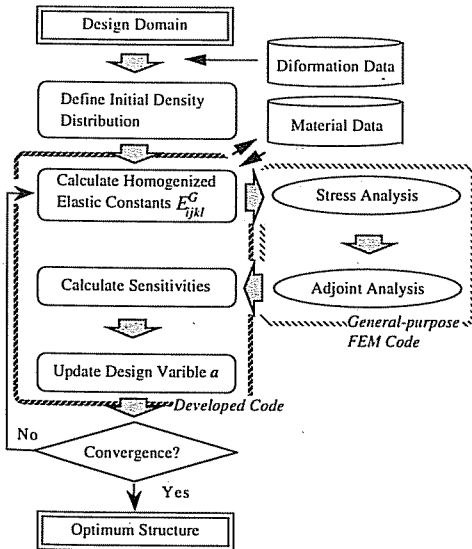 Design Domain
Diformation Data
Define Initial Density
Distribution
Material Data
Calculate Homogenized
Elastic Constants E^G_ijkl
Stress Analysis
Calculate Sensitivities
Adjoint Analysis
General-purpose
FEM Code
Update Design Varible a
Developed Code
No
Convergence?
Yes
Optimum Structure